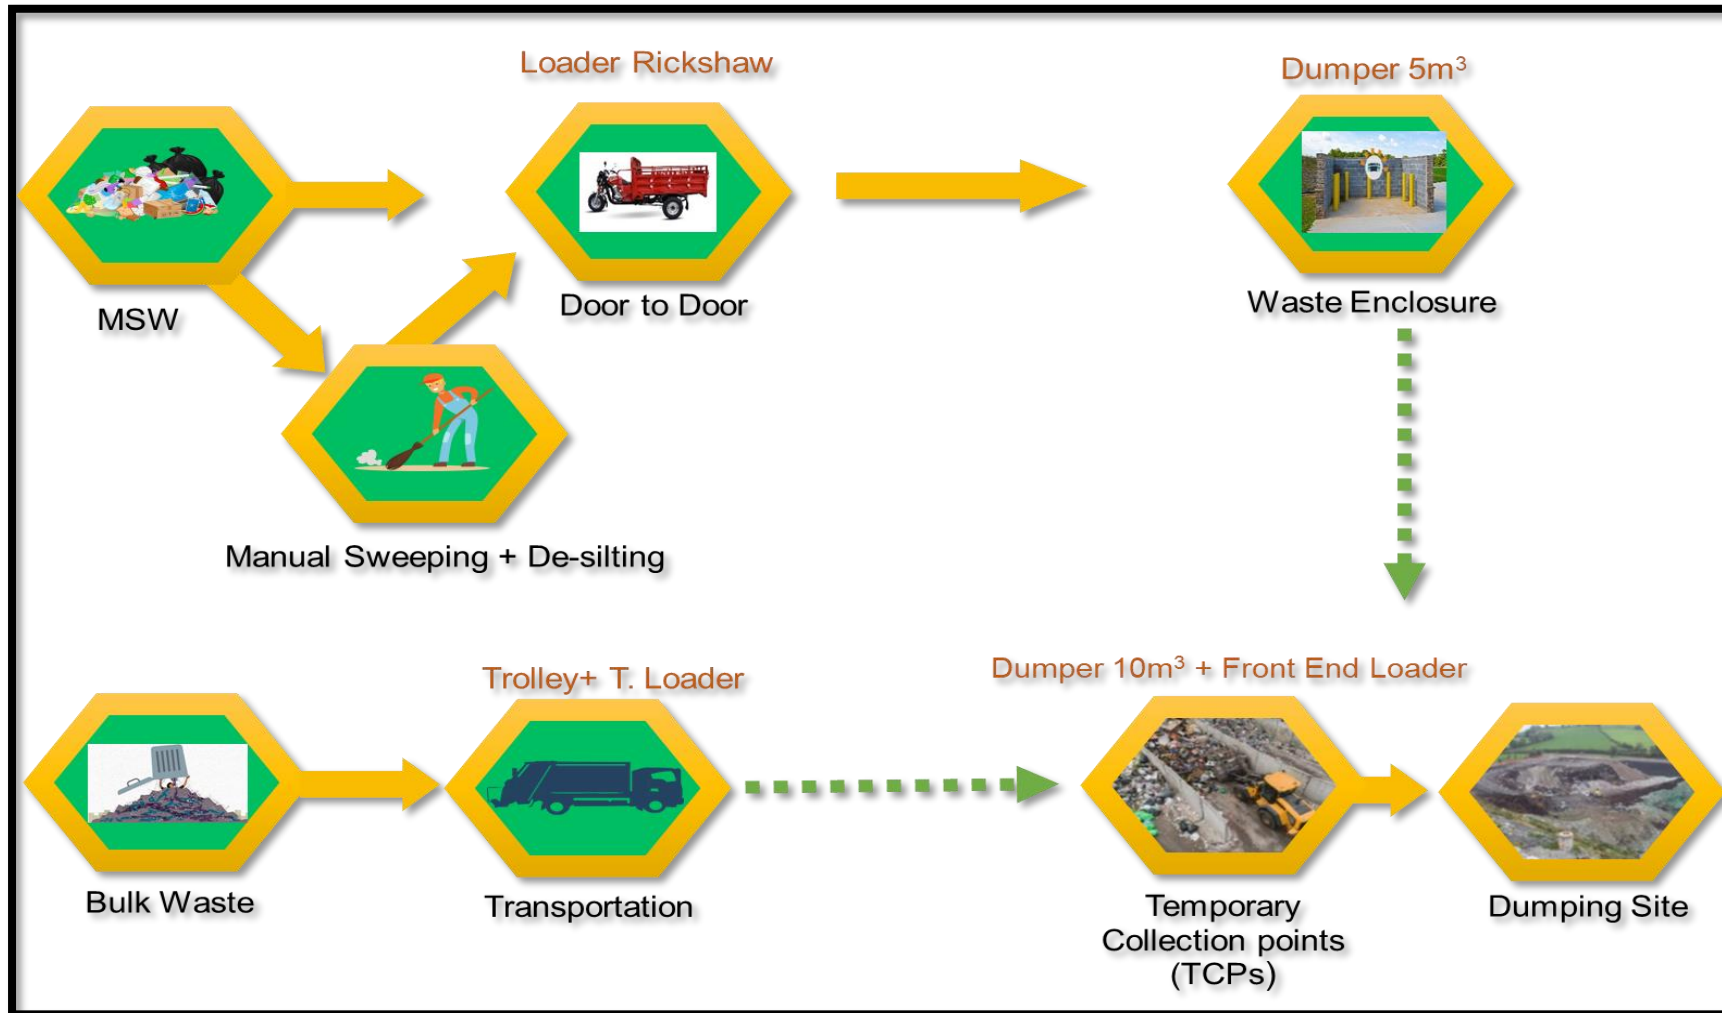 Loader Rickshaw
Dumper 5m³
MSW
Door to Door
Waste Enclosure
Manual Sweeping + De-silting
Trolley+ T. Loader
Dumper 10m³ + Front End Loader
Bulk Waste
Transportation
Temporary
Collection points
(TCPs)
Dumping Site